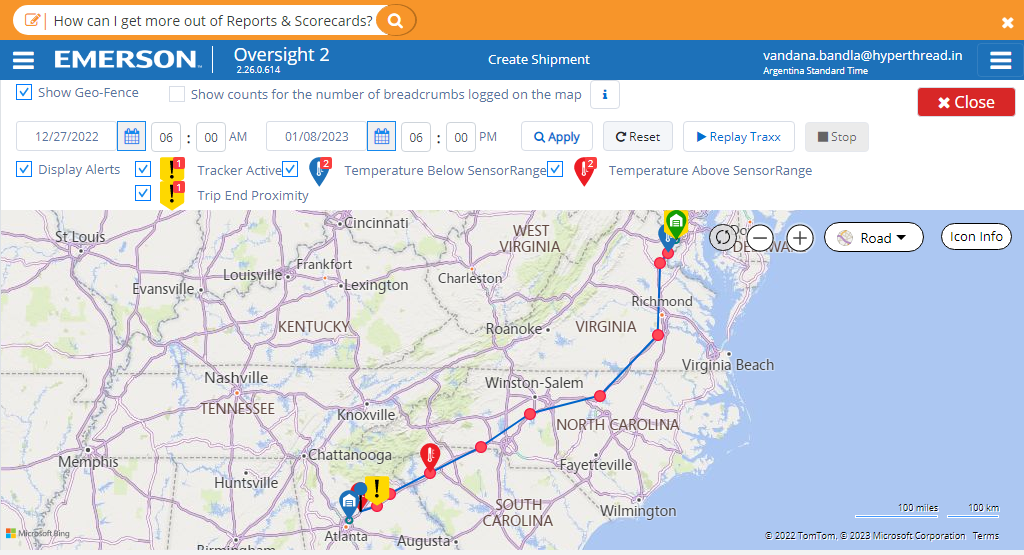 How can I get more out of Reports & Scorecards?
EMERSON
Oversight 2
2.26.0.614
Create Shipment
vandana.bandla@hyperthread.in
Argentina Standard Time
Show Geo-Fence
Show counts for the number of breadcrumbs logged on the map
i
Close
12/27/2022 06 : 00 AM 01/08/2023 06 : 00 PM Apply Reset Replay Traxx Stop
Display Alerts ! 1 Tracker Active 2 Temperature Below SensorRange 2 Temperature Above SensorRange
! 1 Trip End Proximity
Road
Icon Info
St Louis
Cincinnati
WEST
VIRGINIA
Frankfort
Louisville
Lexington
Charleston
Evansville
Richmond
KENTUCKY
Roanoke
VIRGINIA
Virginia Beach
Nashville
Winston-Salem
TENNESSEE
Knoxville
NORTH CAROLINA
Chattanooga
Memphis
Fayetteville
Huntsville
!
SOUTH
CAROLINA
Wilmington
100 miles
100 km
Microsoft Bing
Atlanta
Augusta
Birmingham
© 2022 TomTom, © 2023 Microsoft Corporation Terms